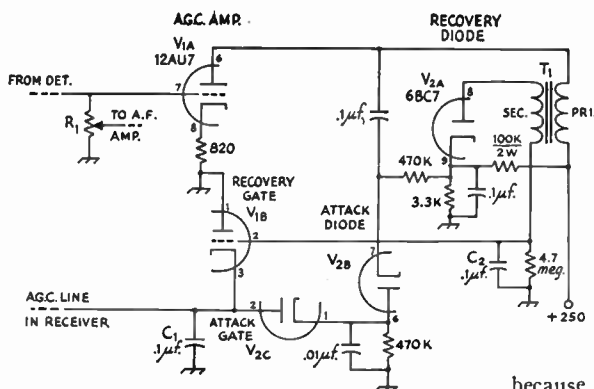 A.G.C. AMP.
RECOVERY
DIODE
V1A
12AU7
6
7
8
FROM DET.
R1
TO A.F.
AMP.
820
.1µf.
V2A
6BC7
8
9
T1
SEC.
PRI.
470K
100K
2W
3.3K
.1µf.
RECOVERY
GATE
1
V1B
2
3
ATTACK
DIODE
7
V2B
6
C2
.1µf.
4.7
meg.
+250
A.G.C. LINE
IN RECEIVER
C1
.1µf.
ATTACK
GATE
2
V2C
1
.01µf.
470K
because